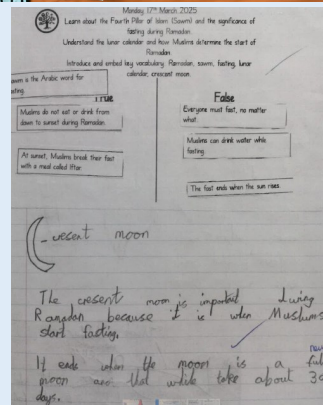 Monday 17th March 2025
Learn about the Fourth Pillar of Islam (Sawm) and the significance of
fasting during Ramadan.
Understand the lunar calendar and how Muslims determine the start of
Ramadan.
Introduce and embed key vocabulary: Ramadan, sawm, fasting, lunar
calendar, crescent moon.
is the Arabic word for
True
False
Muslims do not eat or drink from
dawn to sunset during Ramadan.
Everyone must fast, no matter
what.
Muslims can drink water while
fasting.
At sunset, Muslims break their fast
with a meal called Iftar
The fast ends when the sun rises
moon
The cresent moon is important during
Ramadan because it is when Muslims
start fasting.
new
It ends when the mooon is a full
moon and that while take about 30
days.